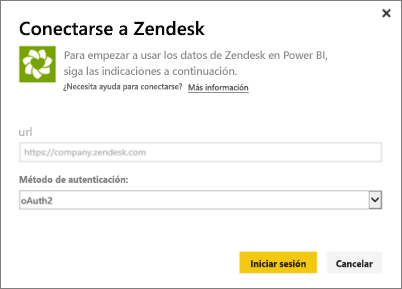 Conectarse a Zendesk
Para empezar a usar los datos de Zendesk en Power BI,
siga las indicaciones a continuación.
¿Necesita ayuda para conectarse? Más información
url
https://company.zendesk.com
Método de autenticación:
oAuth2
Iniciar sesión Cancelar